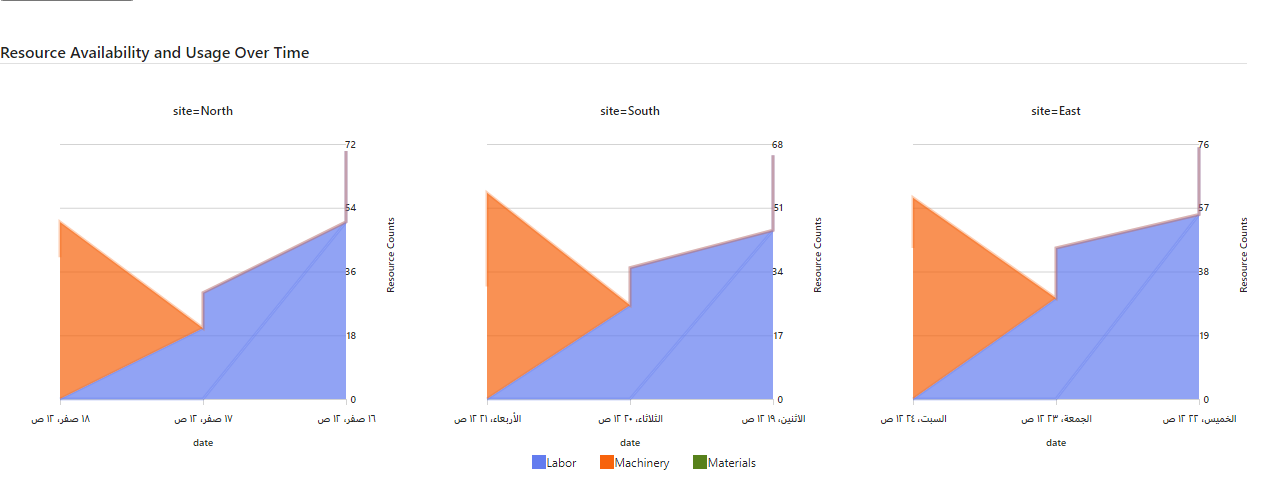 Resource Availability and Usage Over Time
site=North
72
54
36
18
0
Resource Counts
١٨ صفر، ١٢ ص
١٧ صفر، ١٢ ص
١٦ صفر، ١٢ ص
date
site=South
68
51
34
17
0
Resource Counts
الأربعاء، ٢١ ١٢ ص
الثلاثاء، ٢٠ ١٢ ص
الاثنين، ١٩ ١٢ ص
date
site=East
76
57
38
19
0
Resource Counts
السبت، ٢٤ ١٢ ص
الجمعة، ٢٣ ١٢ ص
الخميس، ٢٢ ١٢ ص
date
Labor
Machinery
Materials